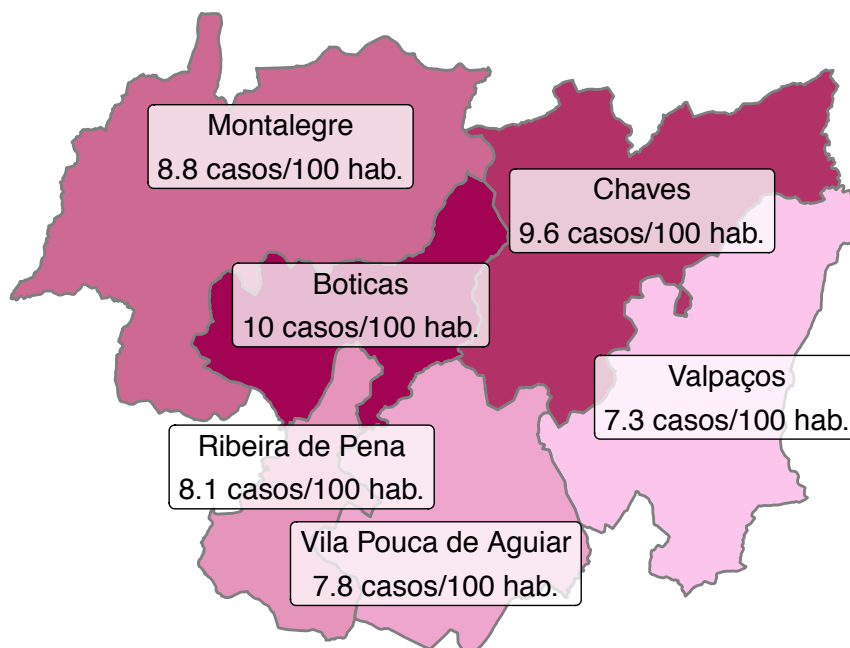 Montalegre
8.8 casos/100 hab.
Chaves
9.6 casos/100 hab.
Boticas
10 casos/100 hab.
Valpaços
7.3 casos/100 hab.
Ribeira de Pena
8.1 casos/100 hab.
Vila Pouca de Aguiar
7.8 casos/100 hab.